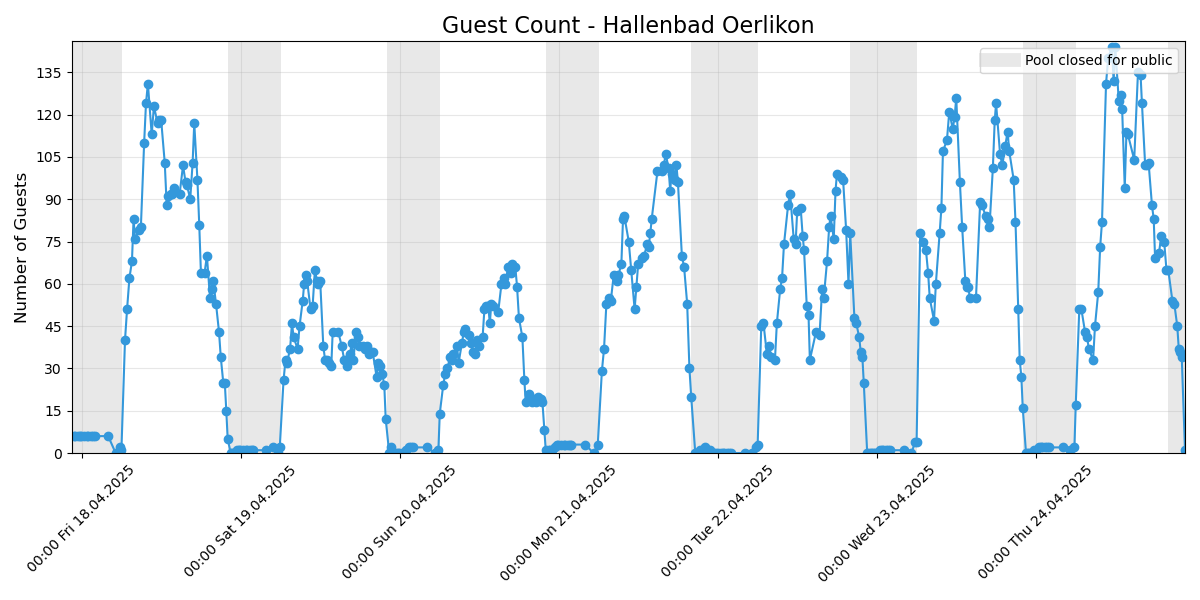 Guest Count - Hallenbad Oerlikon
Pool closed for public
Number of Guests
135
120
105
90
75
60
45
30
15
0
00:00 Fri 18.04.2025
00:00 Sat 19.04.2025
00:00 Sun 20.04.2025
00:00 Mon 21.04.2025
00:00 Tue 22.04.2025
00:00 Wed 23.04.2025
00:00 Thu 24.04.2025